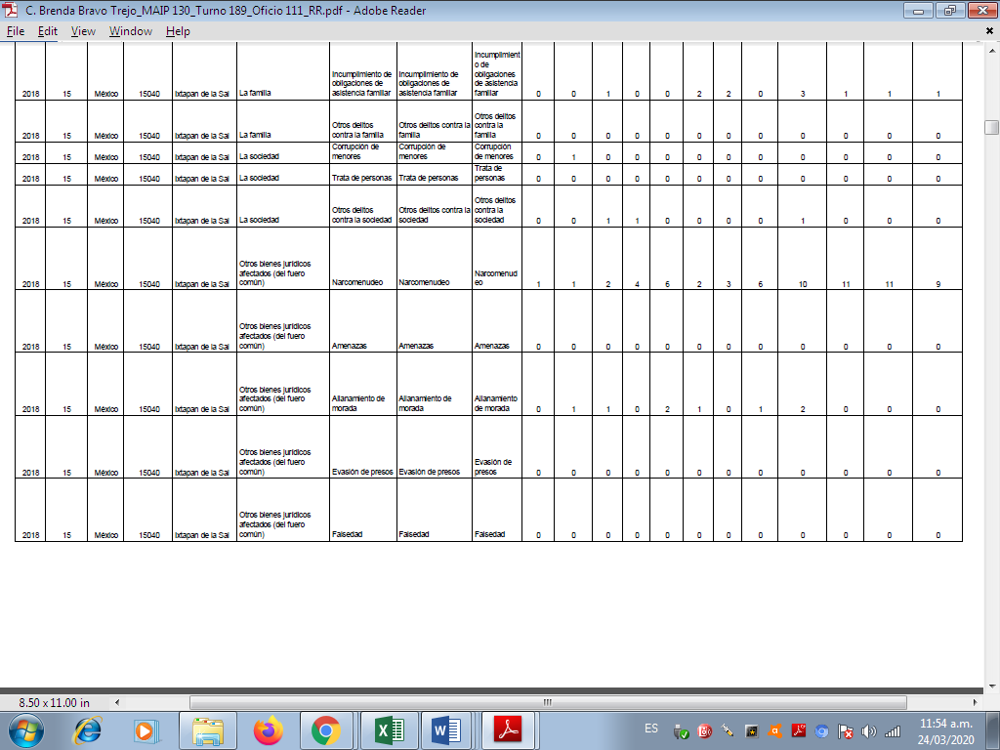 C. Brenda Bravo Trejo_MAIP 130_Turno 189_Oficio 111_RR.pdf - Adobe Reader
File Edit View Window Help
2018 15 México 15040 Ixtapan de la Sal La familia Incumplimiento de obligaciones de asistencia familiar Incumplimiento de obligaciones de asistencia familiar Incumplimient o de obligaciones de asistencia familiar 0 0 1 0 0 2 2 0 3 1 1 1
2018 15 México 15040 Ixtapan de la Sal La familia Otros delitos contra la familia Otros delitos contra la familia Otros delitos contra la familia 0 0 0 0 0 0 0 0 0 0 0 0
2018 15 México 15040 Ixtapan de la Sal La sociedad Corrupción de menores Corrupción de menores Corrupción de menores 0 1 0 0 0 0 0 0 0 0 0 0
2018 15 México 15040 Ixtapan de la Sal La sociedad Trata de personas Trata de personas Trata de personas 0 0 0 0 0 0 0 0 0 0 0 0
2018 15 México 15040 Ixtapan de la Sal La sociedad Otros delitos contra la sociedad Otros delitos contra la sociedad Otros delitos contra la sociedad 0 0 1 1 0 0 0 0 1 0 0 0
2018 15 México 15040 Ixtapan de la Sal Otros bienes jurídicos afectados (del fuero común) Narcomenudeo Narcomenudeo Narcomenud eo 1 1 2 4 6 2 3 6 10 11 11 9
2018 15 México 15040 Ixtapan de la Sal Otros bienes jurídicos afectados (del fuero común) Amenazas Amenazas Amenazas 0 0 0 0 0 0 0 0 0 0 0 0
2018 15 México 15040 Ixtapan de la Sal Otros bienes jurídicos afectados (del fuero común) Allanamiento de morada Allanamiento de morada Allanamiento de morada 0 1 1 0 2 1 0 1 2 0 0 0
2018 15 México 15040 Ixtapan de la Sal Otros bienes jurídicos afectados (del fuero común) Evasión de presos Evasión de presos Evasión de presos 0 0 0 0 0 0 0 0 0 0 0 0
2018 15 México 15040 Ixtapan de la Sal Otros bienes jurídicos afectados (del fuero común) Falsedad Falsedad Falsedad 0 0 0 0 0 0 0 0 0 0 0 0
8.50 x 11.00 in
ES
11:54 a.m.
24/03/2020